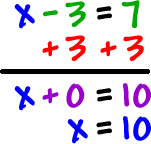 x - 3 = 7
+ 3 + 3
x + 0 = 10
x = 10